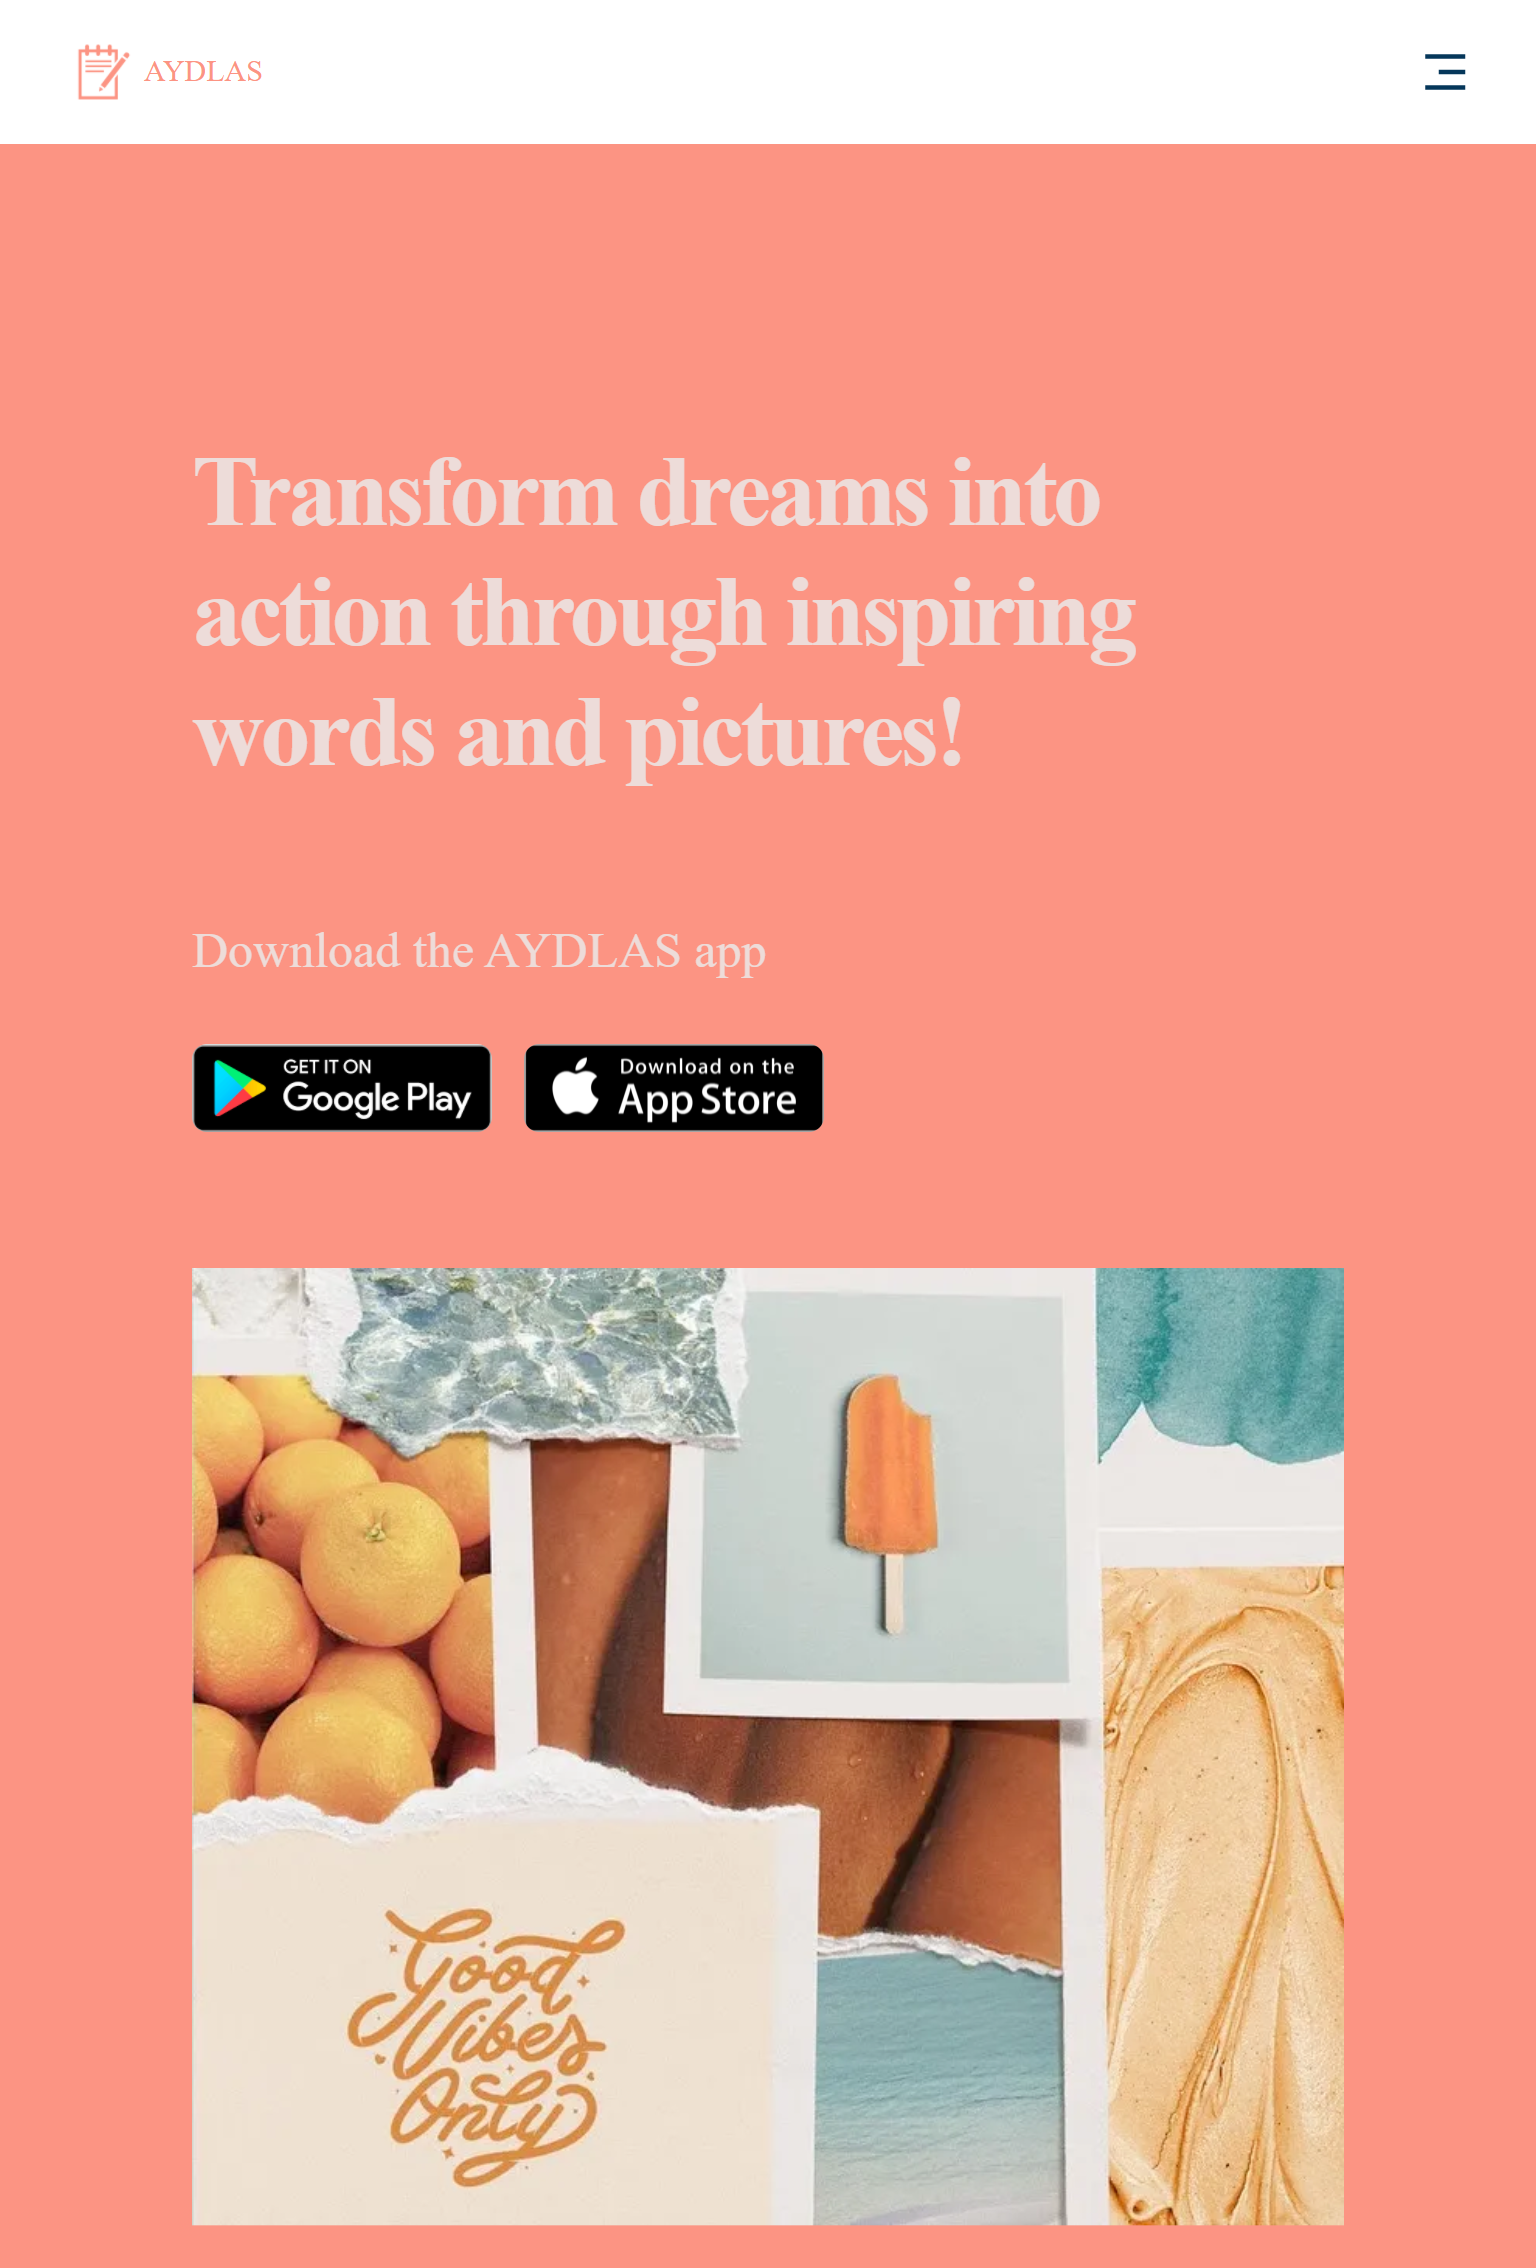 AYDLAS
Transform dreams into
action through inspiring
words and pictures!
Download the AYDLAS app
GET IT ON
Google Play
Download on the
App Store
Good
Vibes
Only